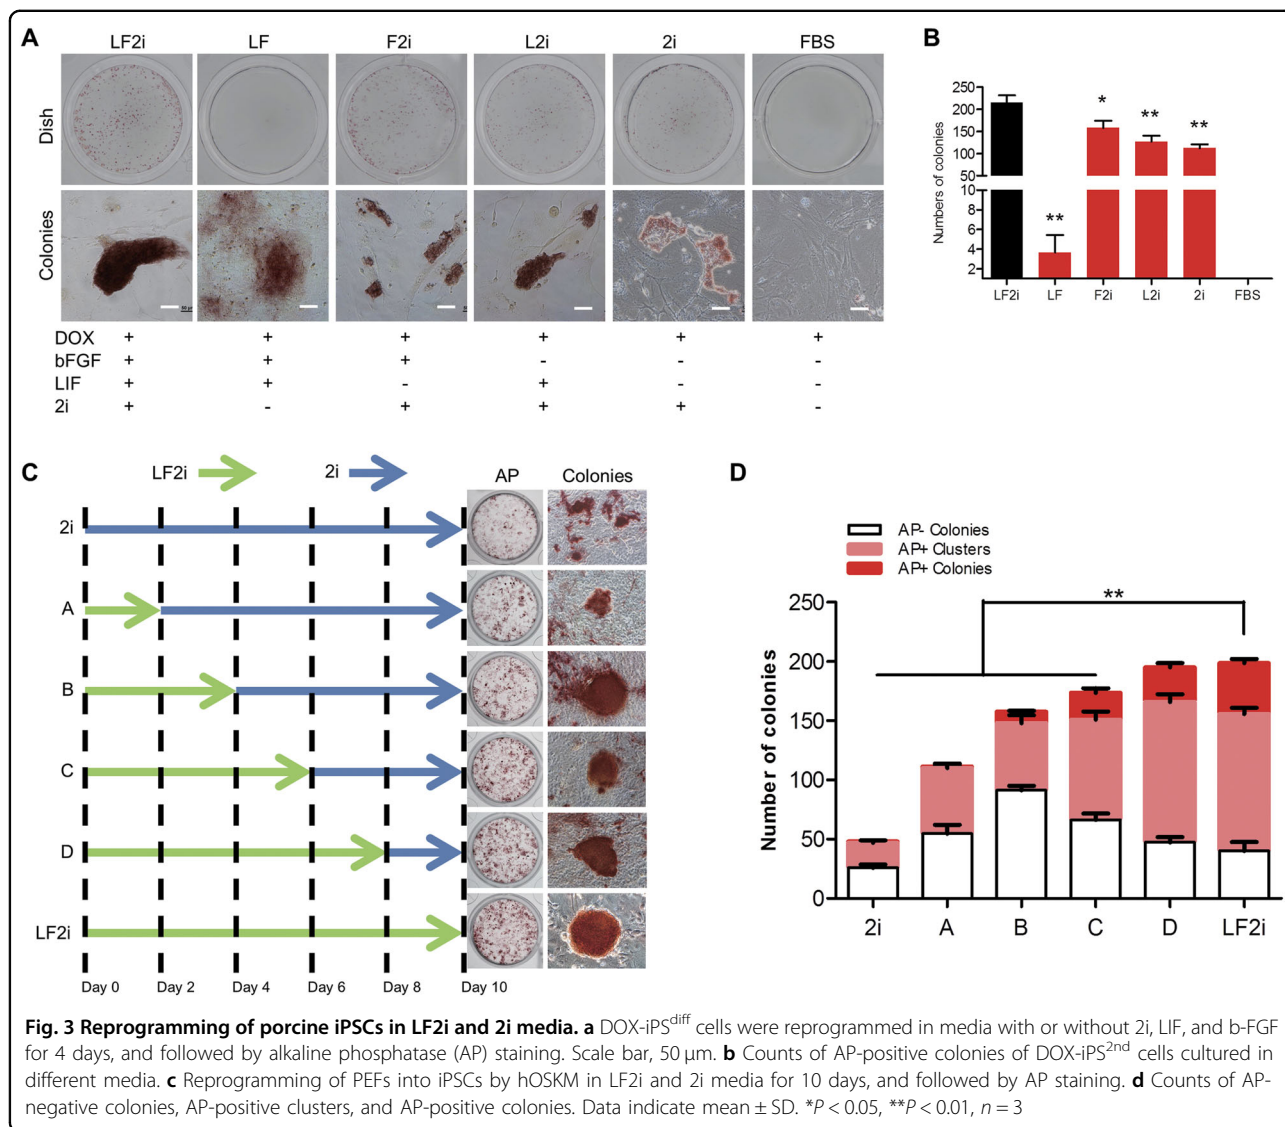 A
LF2i LF F2i L2i 2i FBS
Dish
Colonies
DOX + + + + + +
bFGF + + + - - -
LIF + + - + - -
2i + - + + + -
B
Numbers of colonies
250
200
150
100
50
10
8
6
4
2
** * ** **
LF2i LF F2i L2i 2i FBS
C
LF2i 2i AP Colonies
2i
A
B
C
D
LF2i
Day 0 Day 2 Day 4 Day 6 Day 8 Day 10
D
AP- Colonies
AP+ Clusters
AP+ Colonies
**
Number of colonies
250
200
150
100
50
0
2i A B C D LF2i
Fig. 3 Reprogramming of porcine iPSCs in LF2i and 2i media. a DOX-iPSdiff cells were reprogrammed in media with or without 2i, LIF, and b-FGF
for 4 days, and followed by alkaline phosphatase (AP) staining. Scale bar, 50 μm. b Counts of AP-positive colonies of DOX-iPS2nd cells cultured in
different media. c Reprogramming of PEFs into iPSCs by hOSKM in LF2i and 2i media for 10 days, and followed by AP staining. d Counts of AP-
negative colonies, AP-positive clusters, and AP-positive colonies. Data indicate mean ± SD. *P < 0.05, **P < 0.01, n = 3